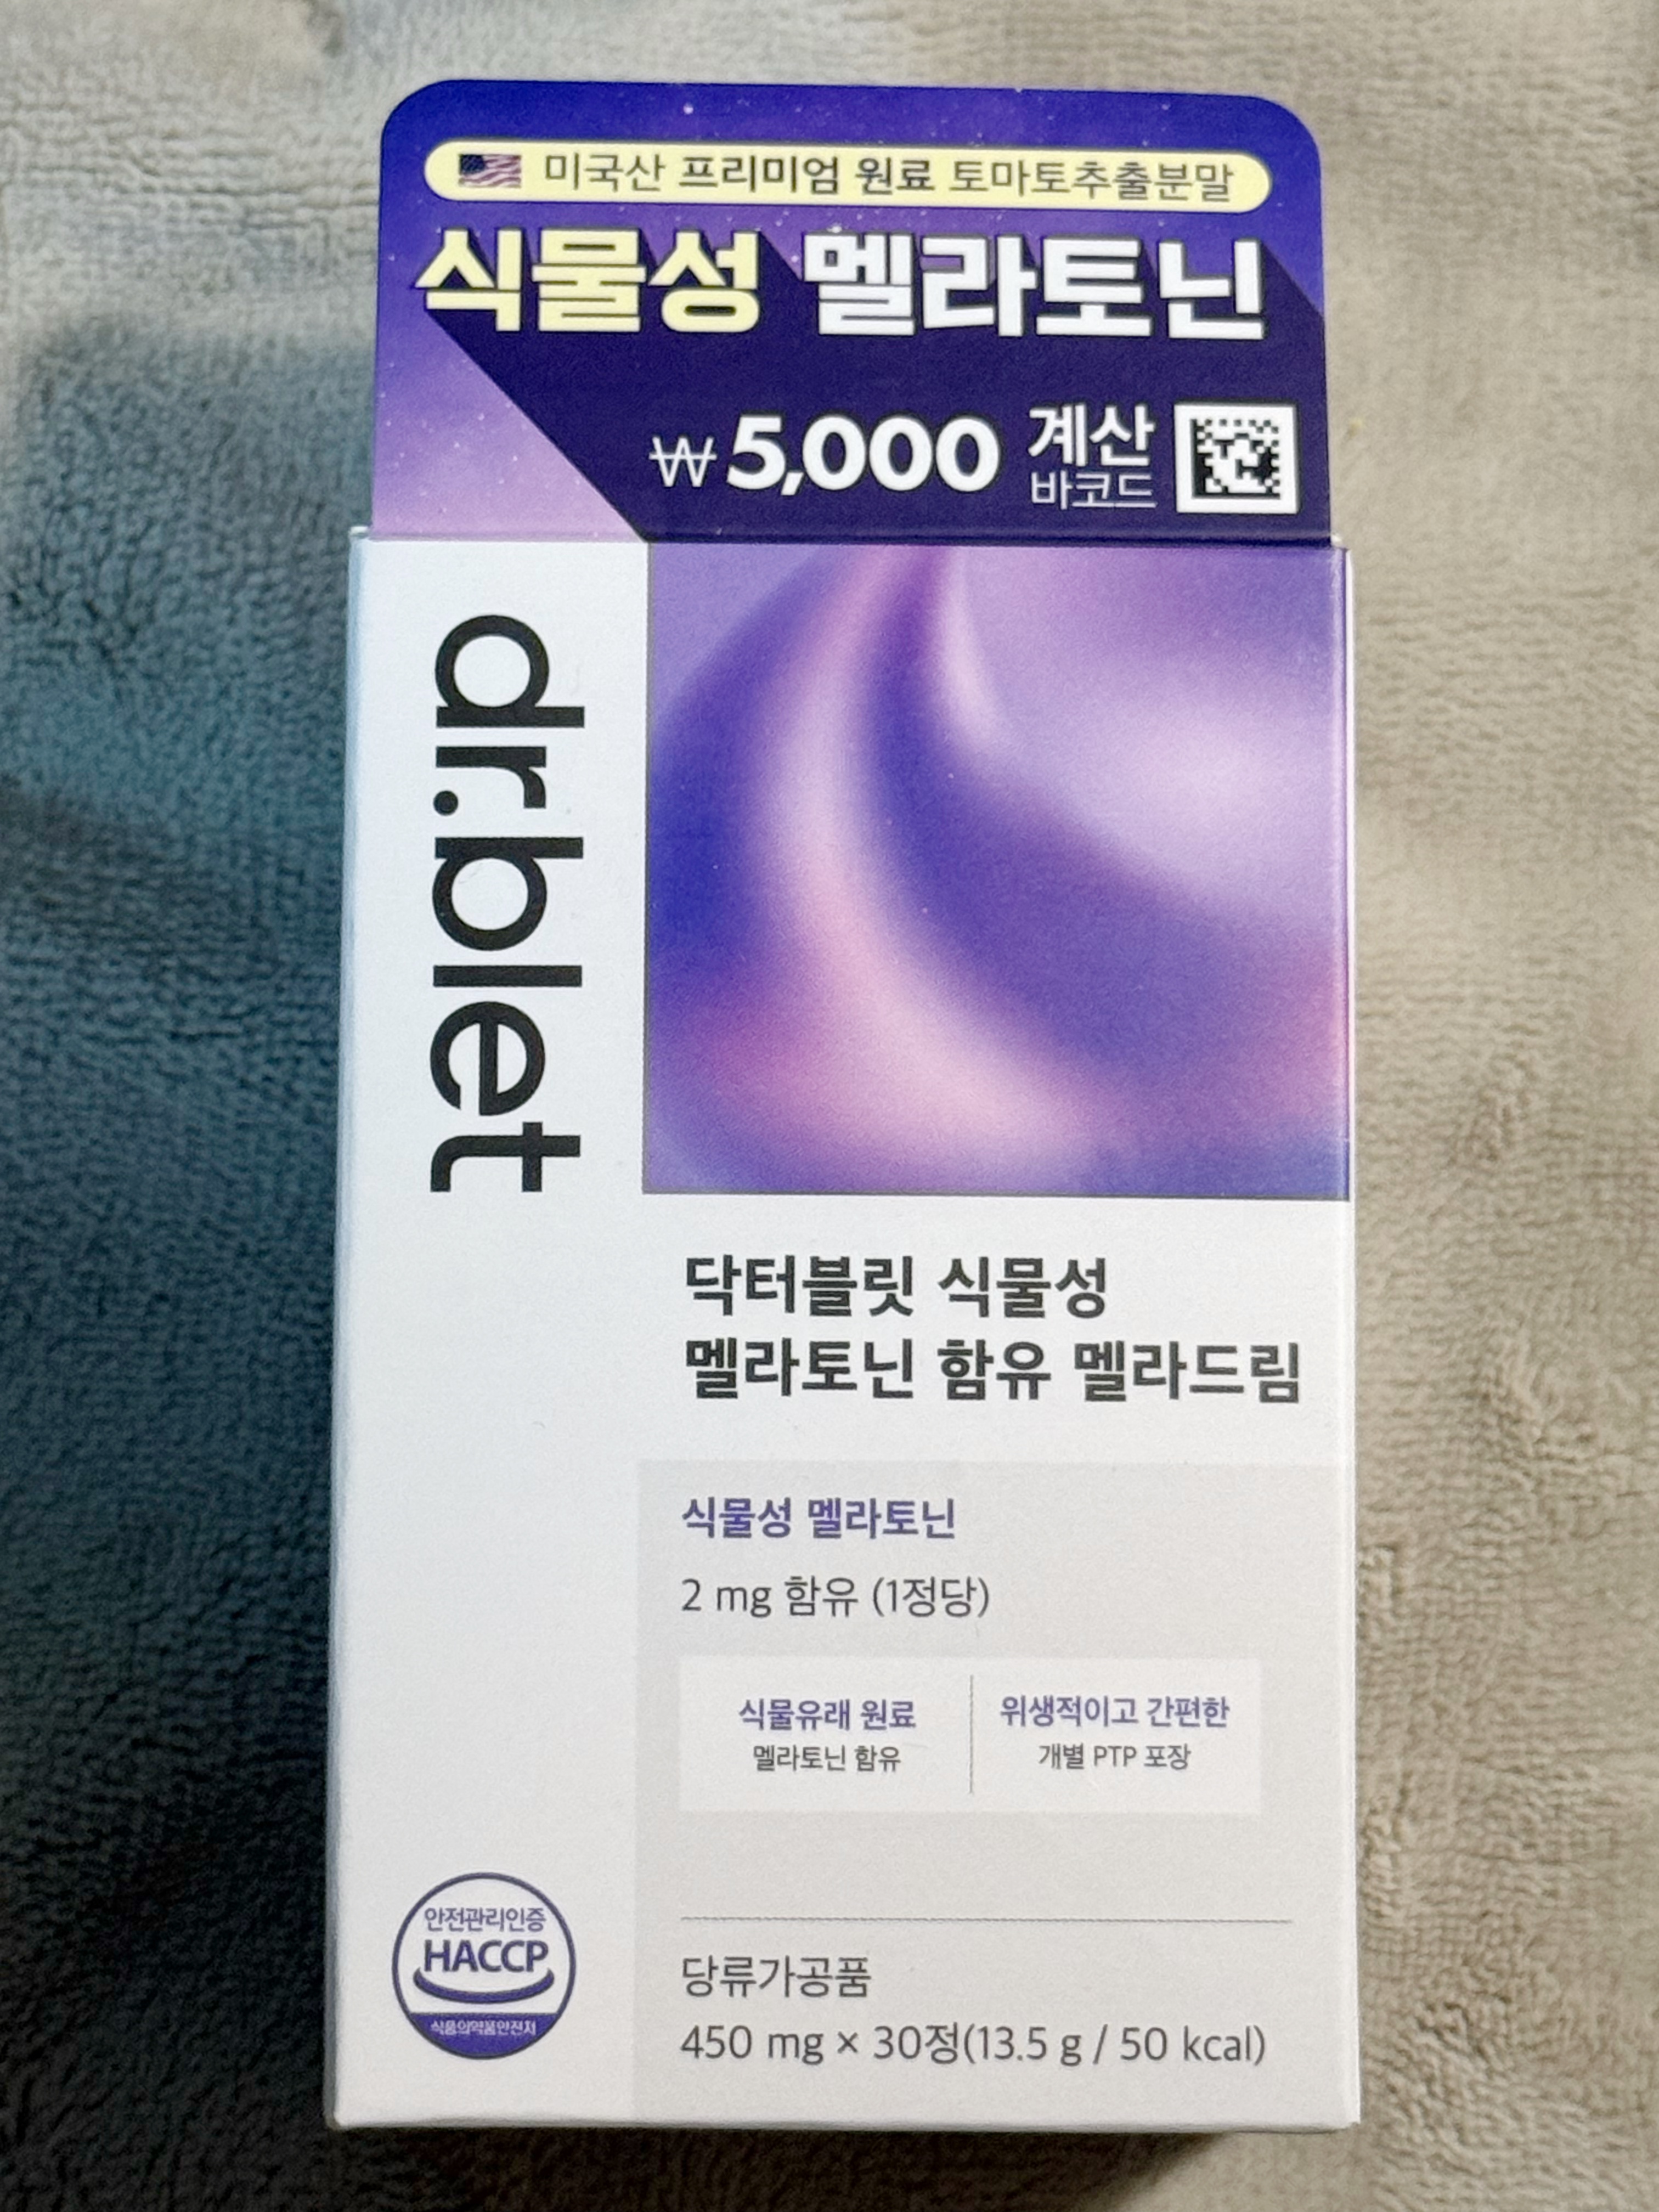 미국산 프리미엄 원료 토마토추출분말
식물성 멜라토닌
₩5,000 계산
바코드
dr.blet
닥터블릿 식물성
멜라토닌 함유 멜라드림
식물성 멜라토닌
2 mg 함유 (1정당)
식물유래 원료
멜라토닌 함유
위생적이고 간편한
개별 PTP 포장
안전관리인증
HACCP
식품의약품안전처
당류가공품
450 mg × 30정(13.5 g / 50 kcal)